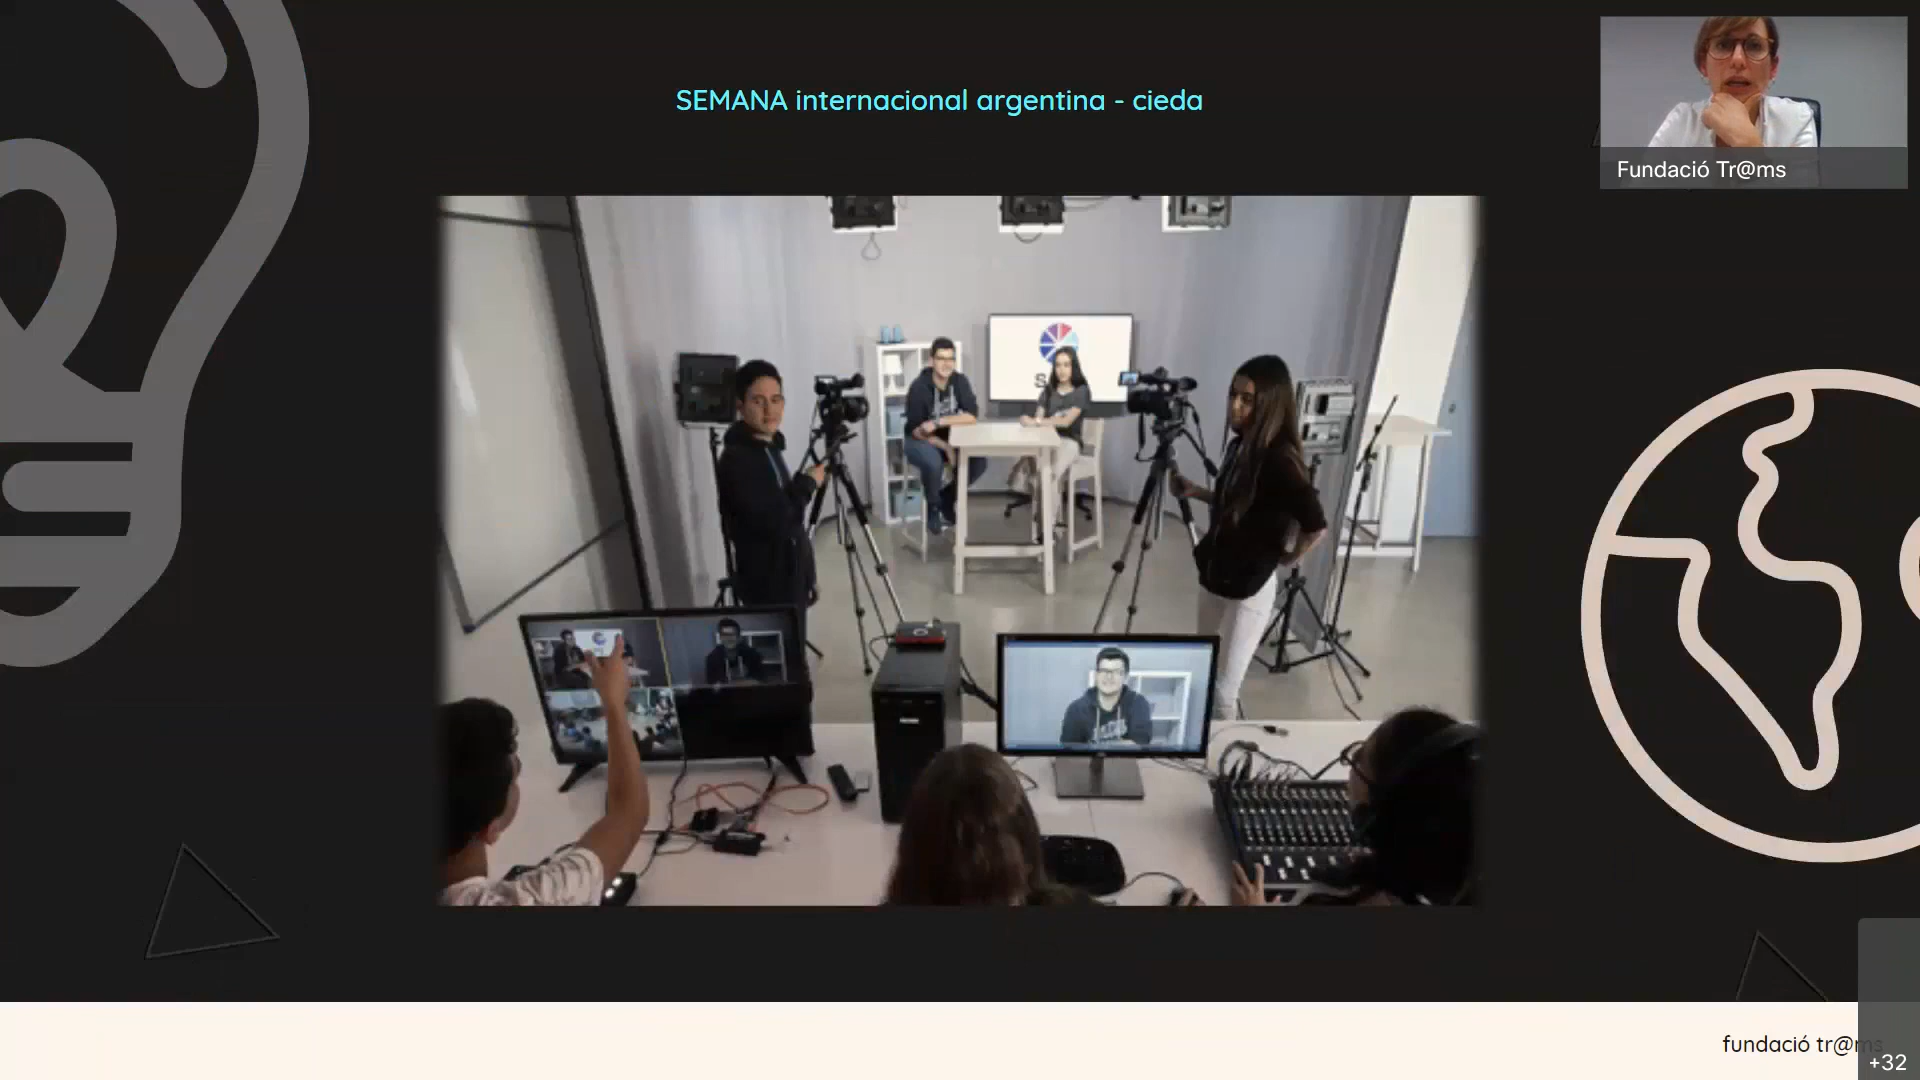 SEMANA internacional argentina - cieda
Fundació Tr@ms
fundació tr@ms
+32